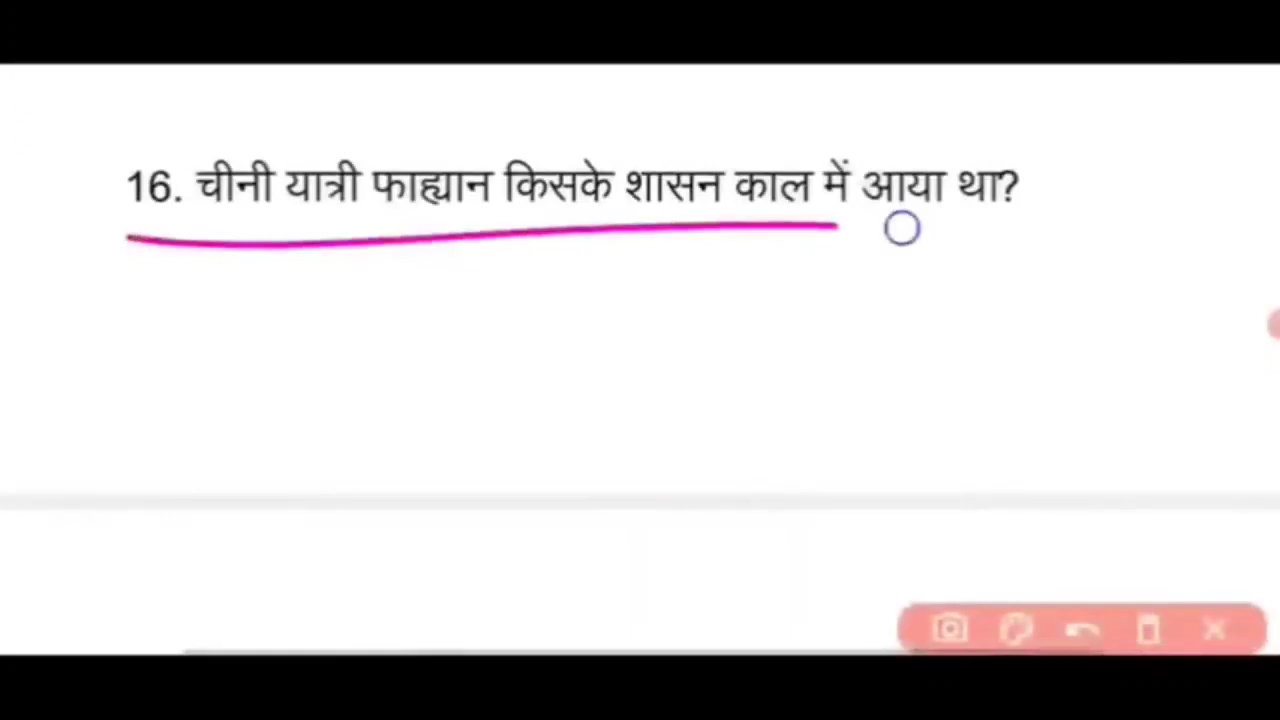 16. चीनी यात्री फाह्यान किसके शासन काल में आया था?